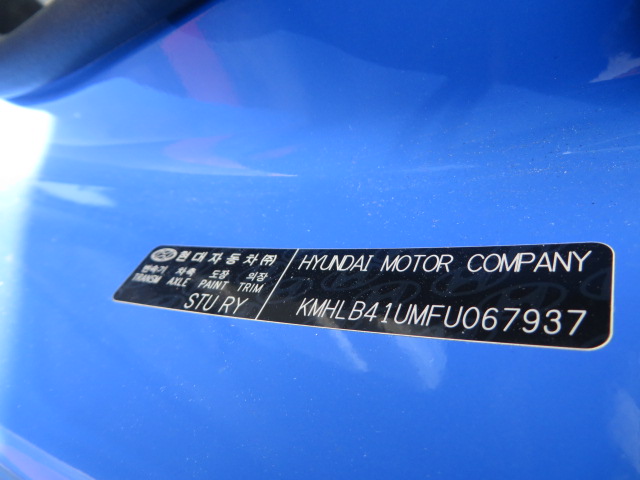 현대자동차㈜
변속기 차축 도장 의장
TRANSM AXLE PAINT TRIM
STU RY
HYUNDAI MOTOR COMPANY
KMHLB41UMFU067937